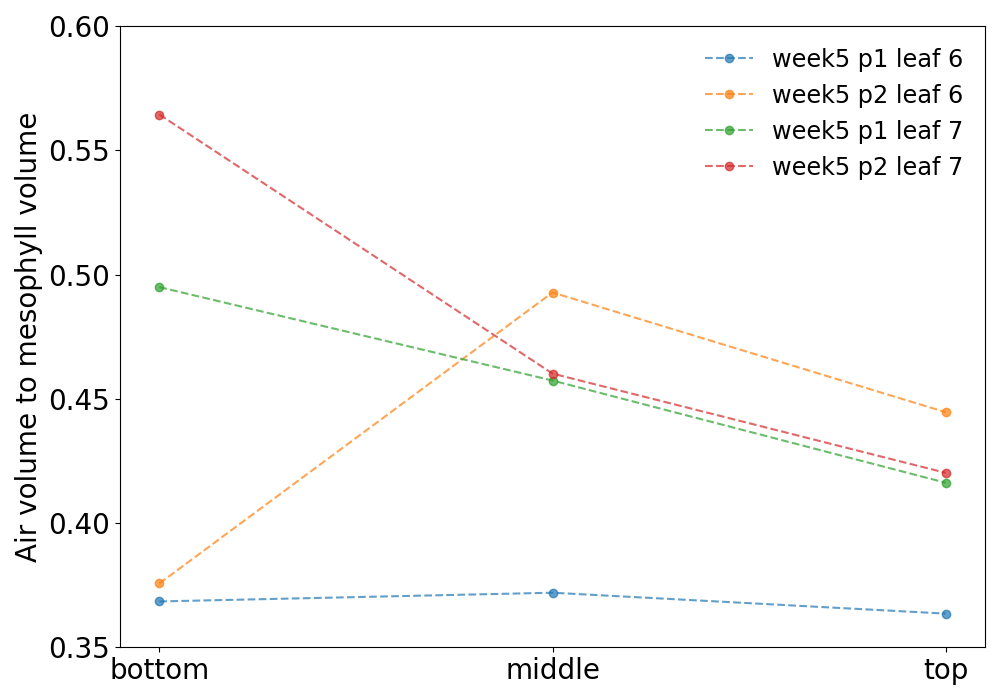 0.60
0.55
0.50
0.45
0.40
0.35
Air volume to mesophyll volume
week5 p1 leaf 6
week5 p2 leaf 6
week5 p1 leaf 7
week5 p2 leaf 7
bottom middle top